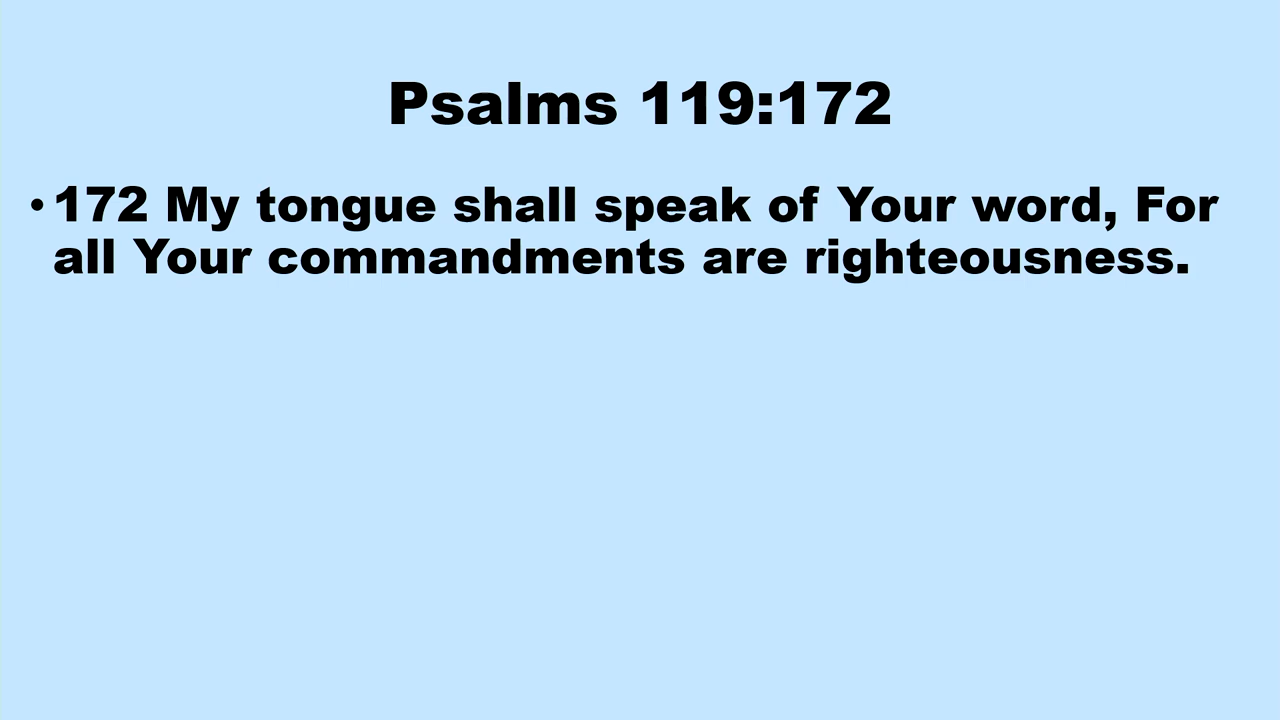 Psalms 119:172
• 172 My tongue shall speak of Your word, For
all Your commandments are righteousness.